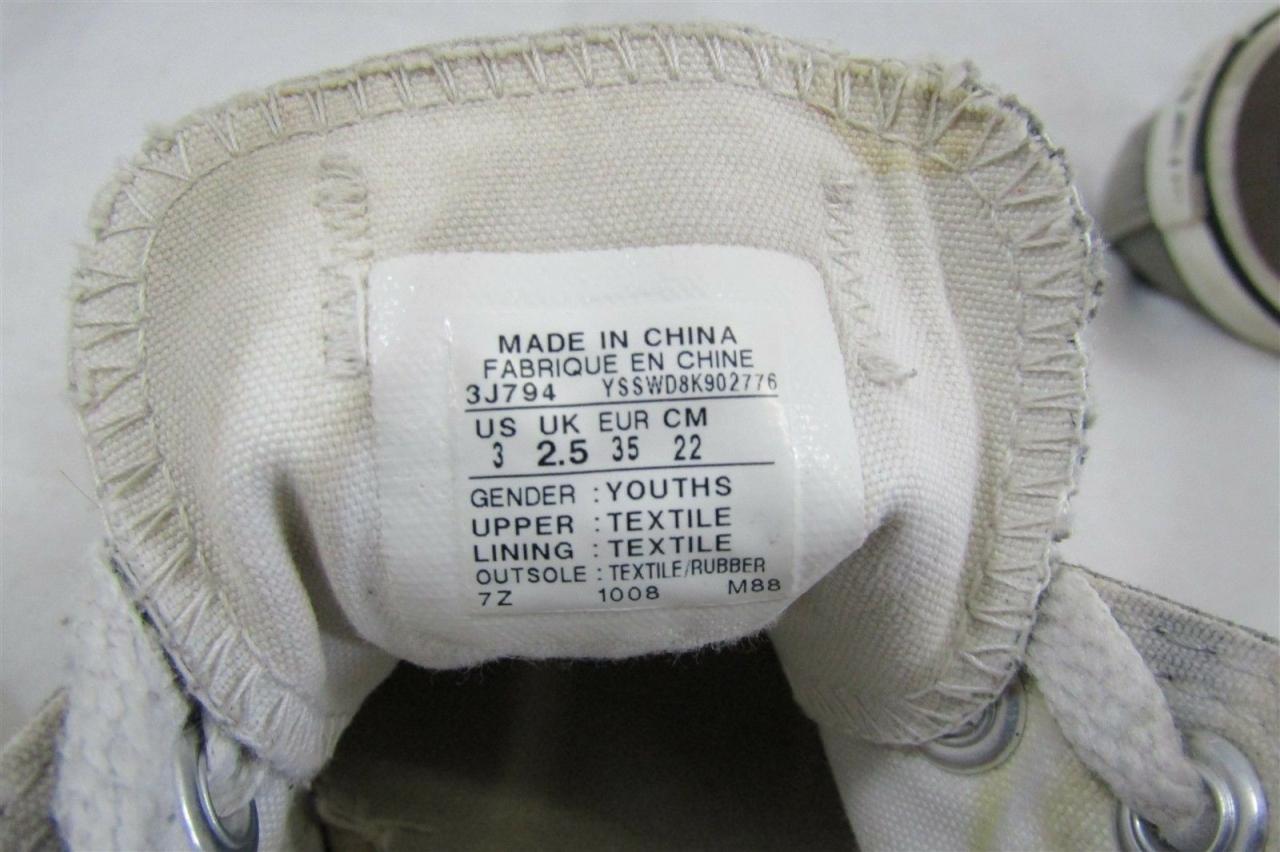 MADE IN CHINA
FABRIQUE EN CHINE
3J794 YSSWD8K902776
US UK EUR CM
3 2.5 35 22
GENDER : YOUTHS
UPPER : TEXTILE
LINING : TEXTILE
OUTSOLE : TEXTILE/RUBBER
7Z 1008 M88